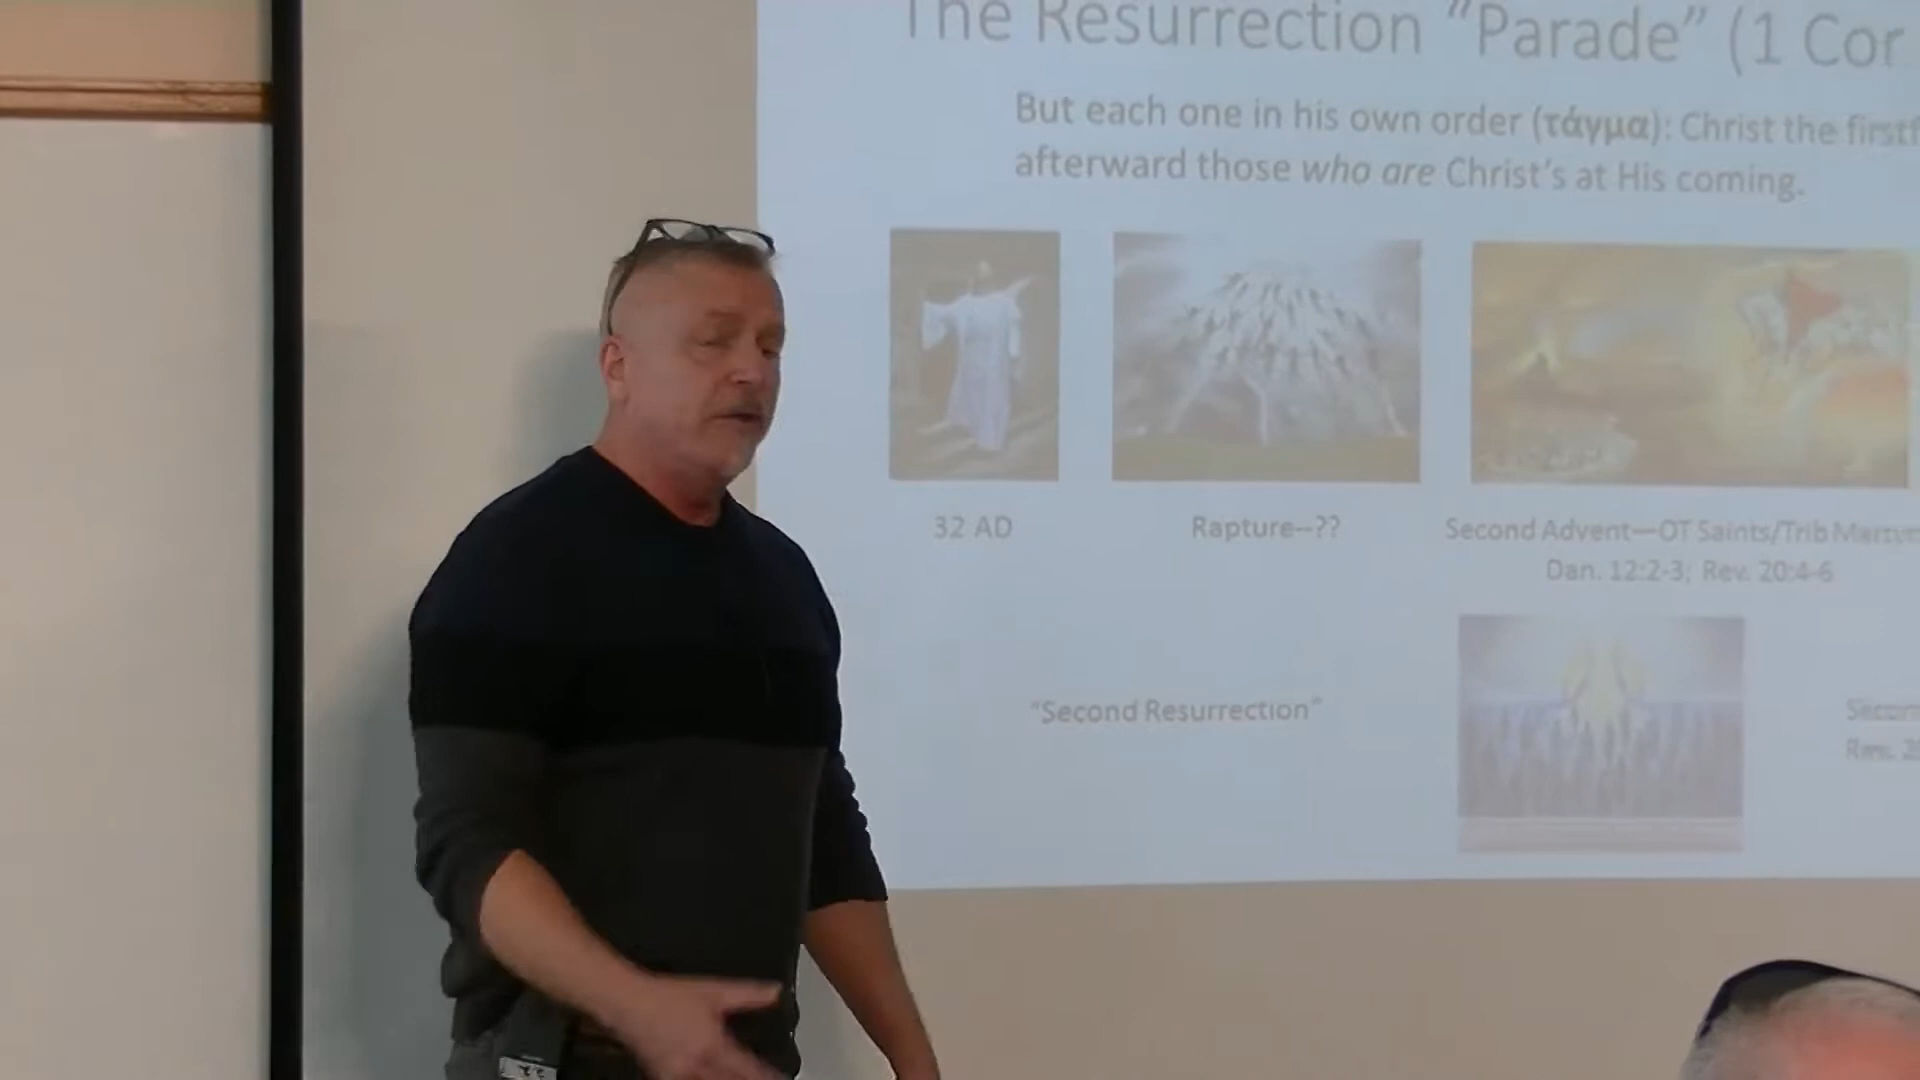 The Resurrection “Parade” (1 Cor
But each one in his own order (τάγμα): Christ the
afterward those who are Christ’s at His coming.
32 AD
Rapture--??
Second Advent—OT Saints/Trib
Dan. 12:2-3; Rev. 20:4-6
“Second Resurrection”